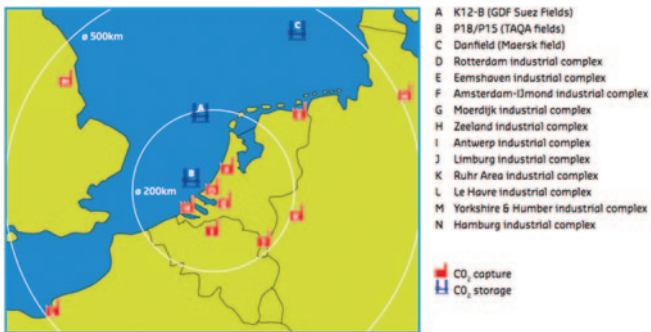 ø 500km
C
A
B
ø 200km
A K12-B (GDF Suez Fields)
B P18/P15 (TAQA fields)
C Danfield (Maersk field)
D Rotterdam industrial complex
E Eemshaven industrial complex
F Amsterdam-IJmond industrial complex
G Moerdijk industrial complex
H Zeeland industrial complex
I Antwerp industrial complex
J Limburg industrial complex
K Ruhr Area industrial complex
L Le Havre industrial complex
M Yorkshire & Humber industrial complex
N Hamburg industrial complex
CO₂ capture
CO₂ storage